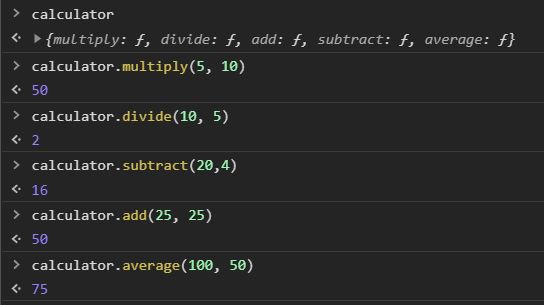 > calculator
<· ▶{multiply: ƒ, divide: ƒ, add: ƒ, subtract: ƒ, average: ƒ}
> calculator.multiply(5, 10)
<· 50
> calculator.divide(10, 5)
<· 2
> calculator.subtract(20,4)
<· 16
> calculator.add(25, 25)
<· 50
> calculator.average(100, 50)
<· 75